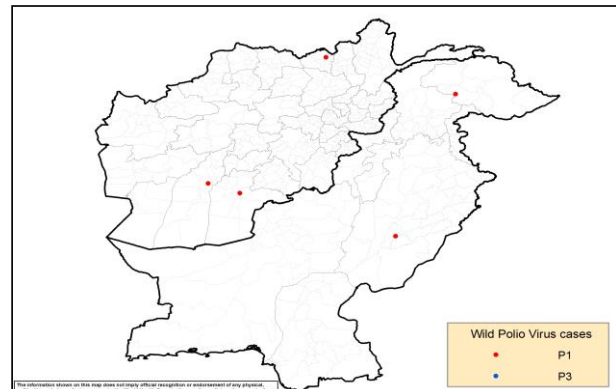 Wild Polio Virus cases
P1
P3
The information shown on this map does not imply official recognition or endorsement of any physical,